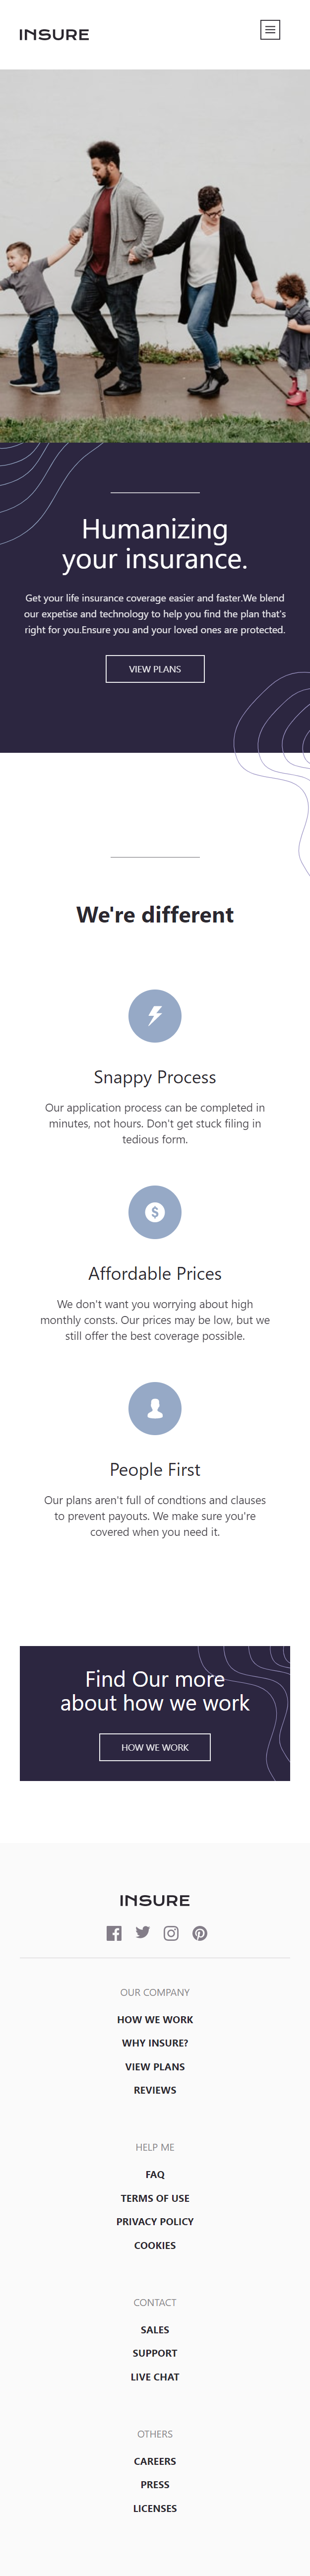 INSURE
Humanizing
your insurance.
Get your life insurance coverage easier and faster.We blend
our expetise and technology to help you find the plan that's
right for you.Ensure you and your loved ones are protected.
VIEW PLANS
We're different
Snappy Process
Our application process can be completed in
minutes, not hours. Don't get stuck filing in
tedious form.
Affordable Prices
We don't want you worrying about high
monthly consts. Our prices may be low, but we
still offer the best coverage possible.
People First
Our plans aren't full of condtions and clauses
to prevent payouts. We make sure you're
covered when you need it.
Find Our more
about how we work
HOW WE WORK
INSURE
OUR COMPANY
HOW WE WORK
WHY INSURE?
VIEW PLANS
REVIEWS
HELP ME
FAQ
TERMS OF USE
PRIVACY POLICY
COOKIES
CONTACT
SALES
SUPPORT
LIVE CHAT
OTHERS
CAREERS
PRESS
LICENSES